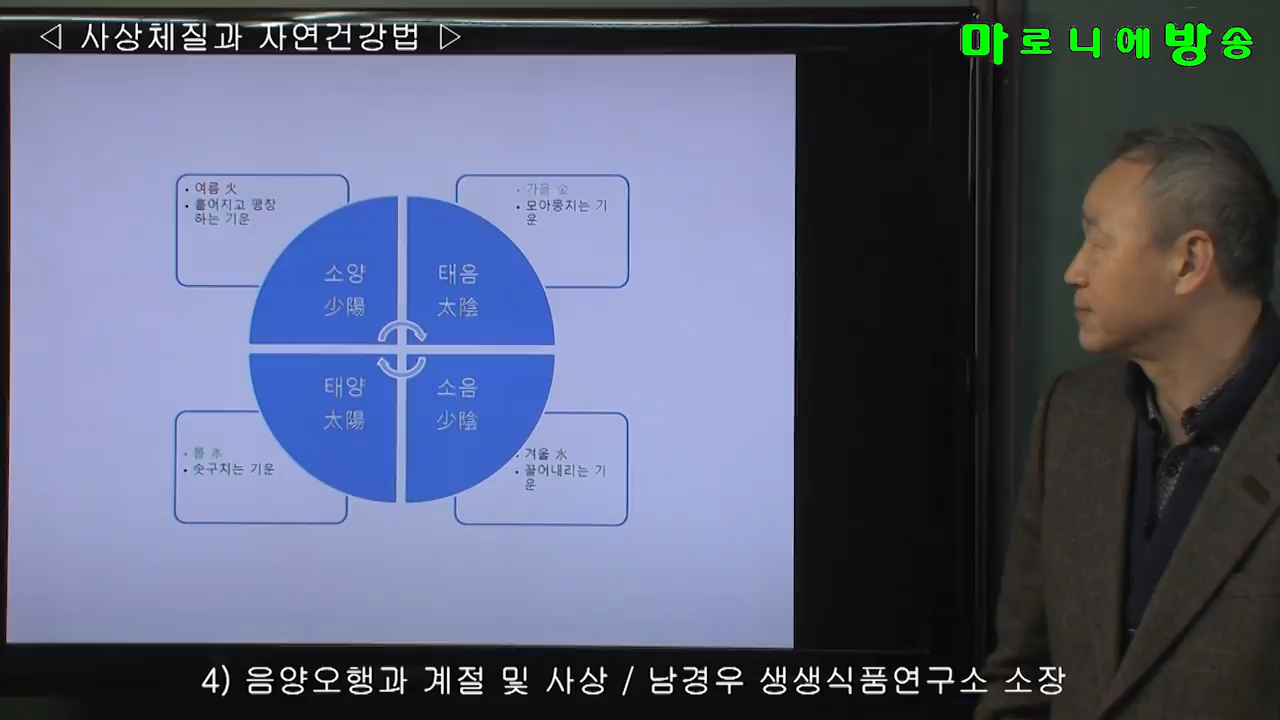 ◁ 사상체질과 자연건강법 ▷
마로니에방송
• 여름 火
• 흩어지고 팽창
하는 기운
• 가을 金
• 모아뭉치는 기
운
소양
少陽
태음
太陰
태양
太陽
소음
少陰
• 봄 木
• 솟구치는 기운
• 겨울 水
• 끌어내리는 기
운
4) 음양오행과 계절 및 사상 / 남경우 생생식품연구소 소장